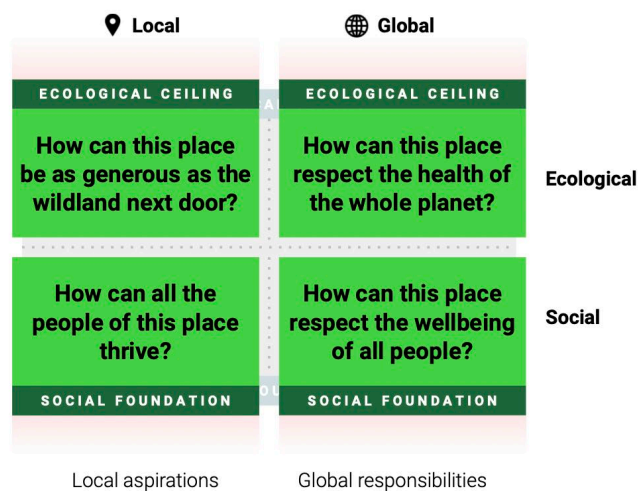 Local
Global
ECOLOGICAL CEILING
ECOLOGICAL CEILING
How can this place
be as generous as the
wildland next door?
How can this place
respect the health of
the whole planet?
Ecological
How can all the
people of this place
thrive?
How can this place
respect the wellbeing
of all people?
Social
SOCIAL FOUNDATION
SOCIAL FOUNDATION
Local aspirations
Global responsibilities